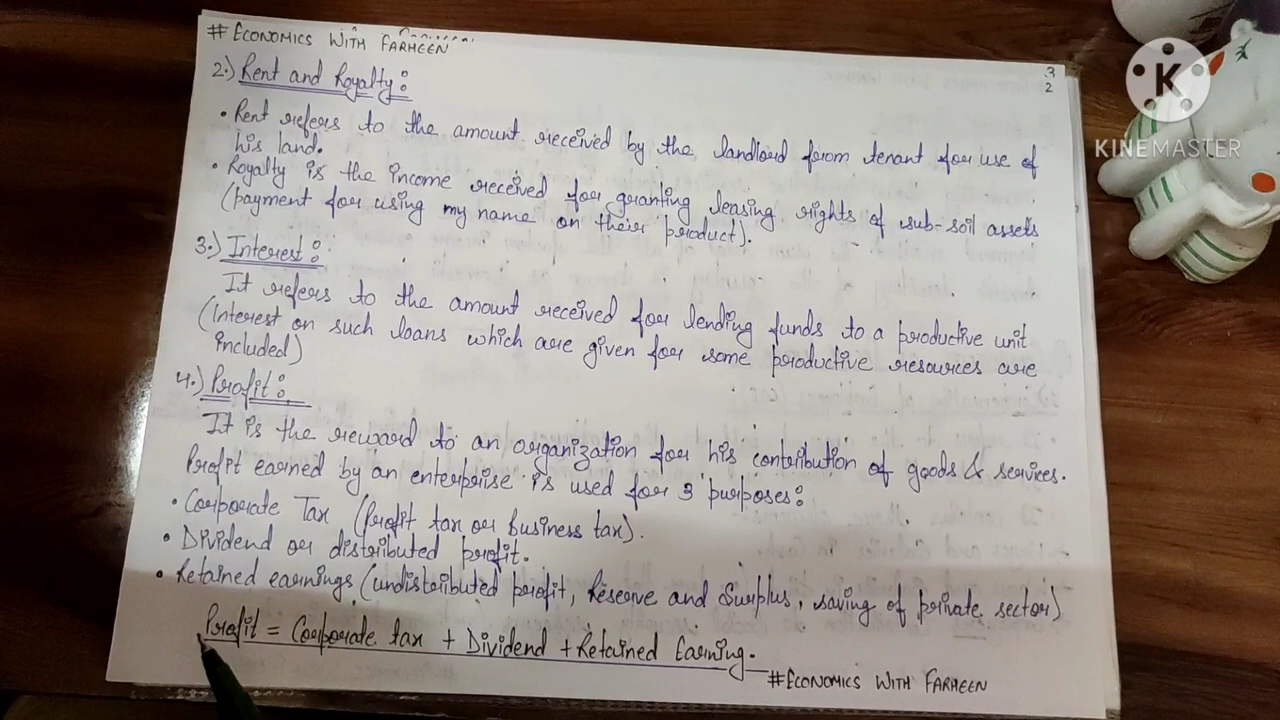 # ECONOMICS WITH FARHEEN
3
2
2.) Rent and Royalty:
• Rent refers to the amount received by the landlord from tenant for use of
his land.
• Royalty is the income received for granting leasing rights of sub-soil assets
(payment for using my name on their product).
3.) Interest:
It refers to the amount received for lending funds to a productive unit
(Interest on such loans which are given for some productive resources are
included)
4.) Profit:
It is the reward to an organization for his contribution of goods & services.
Profit earned by an enterprise is used for 3 purposes:
• Corporate Tax (Profit tax or business tax).
• Dividend or distributed profit.
• Retained earnings (undistributed profit, Reserve and Surplus, saving of private sector)
Profit = Corporate tax + Dividend + Retained Earning.
#ECONOMICS WITH FARHEEN
K
KINEMASTER